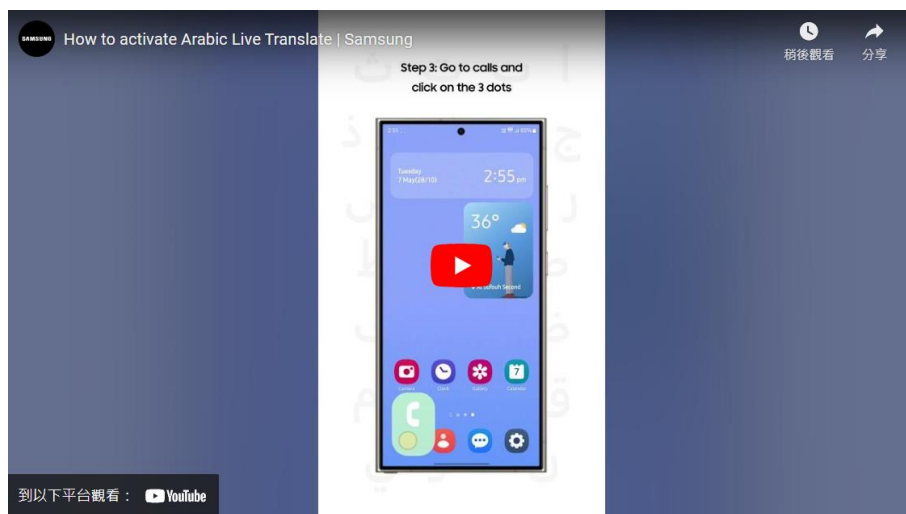 SAMSUNG
How to activate Arabic Live Translate | Samsung
稍後觀看
分享
Step 3: Go to calls and
click on the 3 dots
2:55
Tuesday
7 May(28/10)
2:55 pm
36°
Second
Camera
Clock
Gallery
7
Calendar
到以下平台觀看：
YouTube